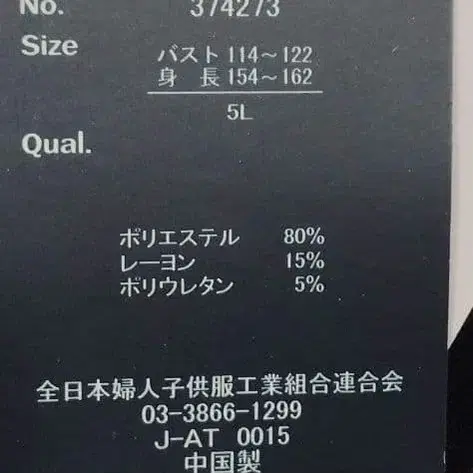 No. 374273
Size
バスト 114～122
身 長 154～162
5L
Qual.
ポリエステル 80%
レーヨン 15%
ポリウレタン 5%
全日本婦人子供服工業組合連合会
03-3866-1299
J-AT 0015
中国製